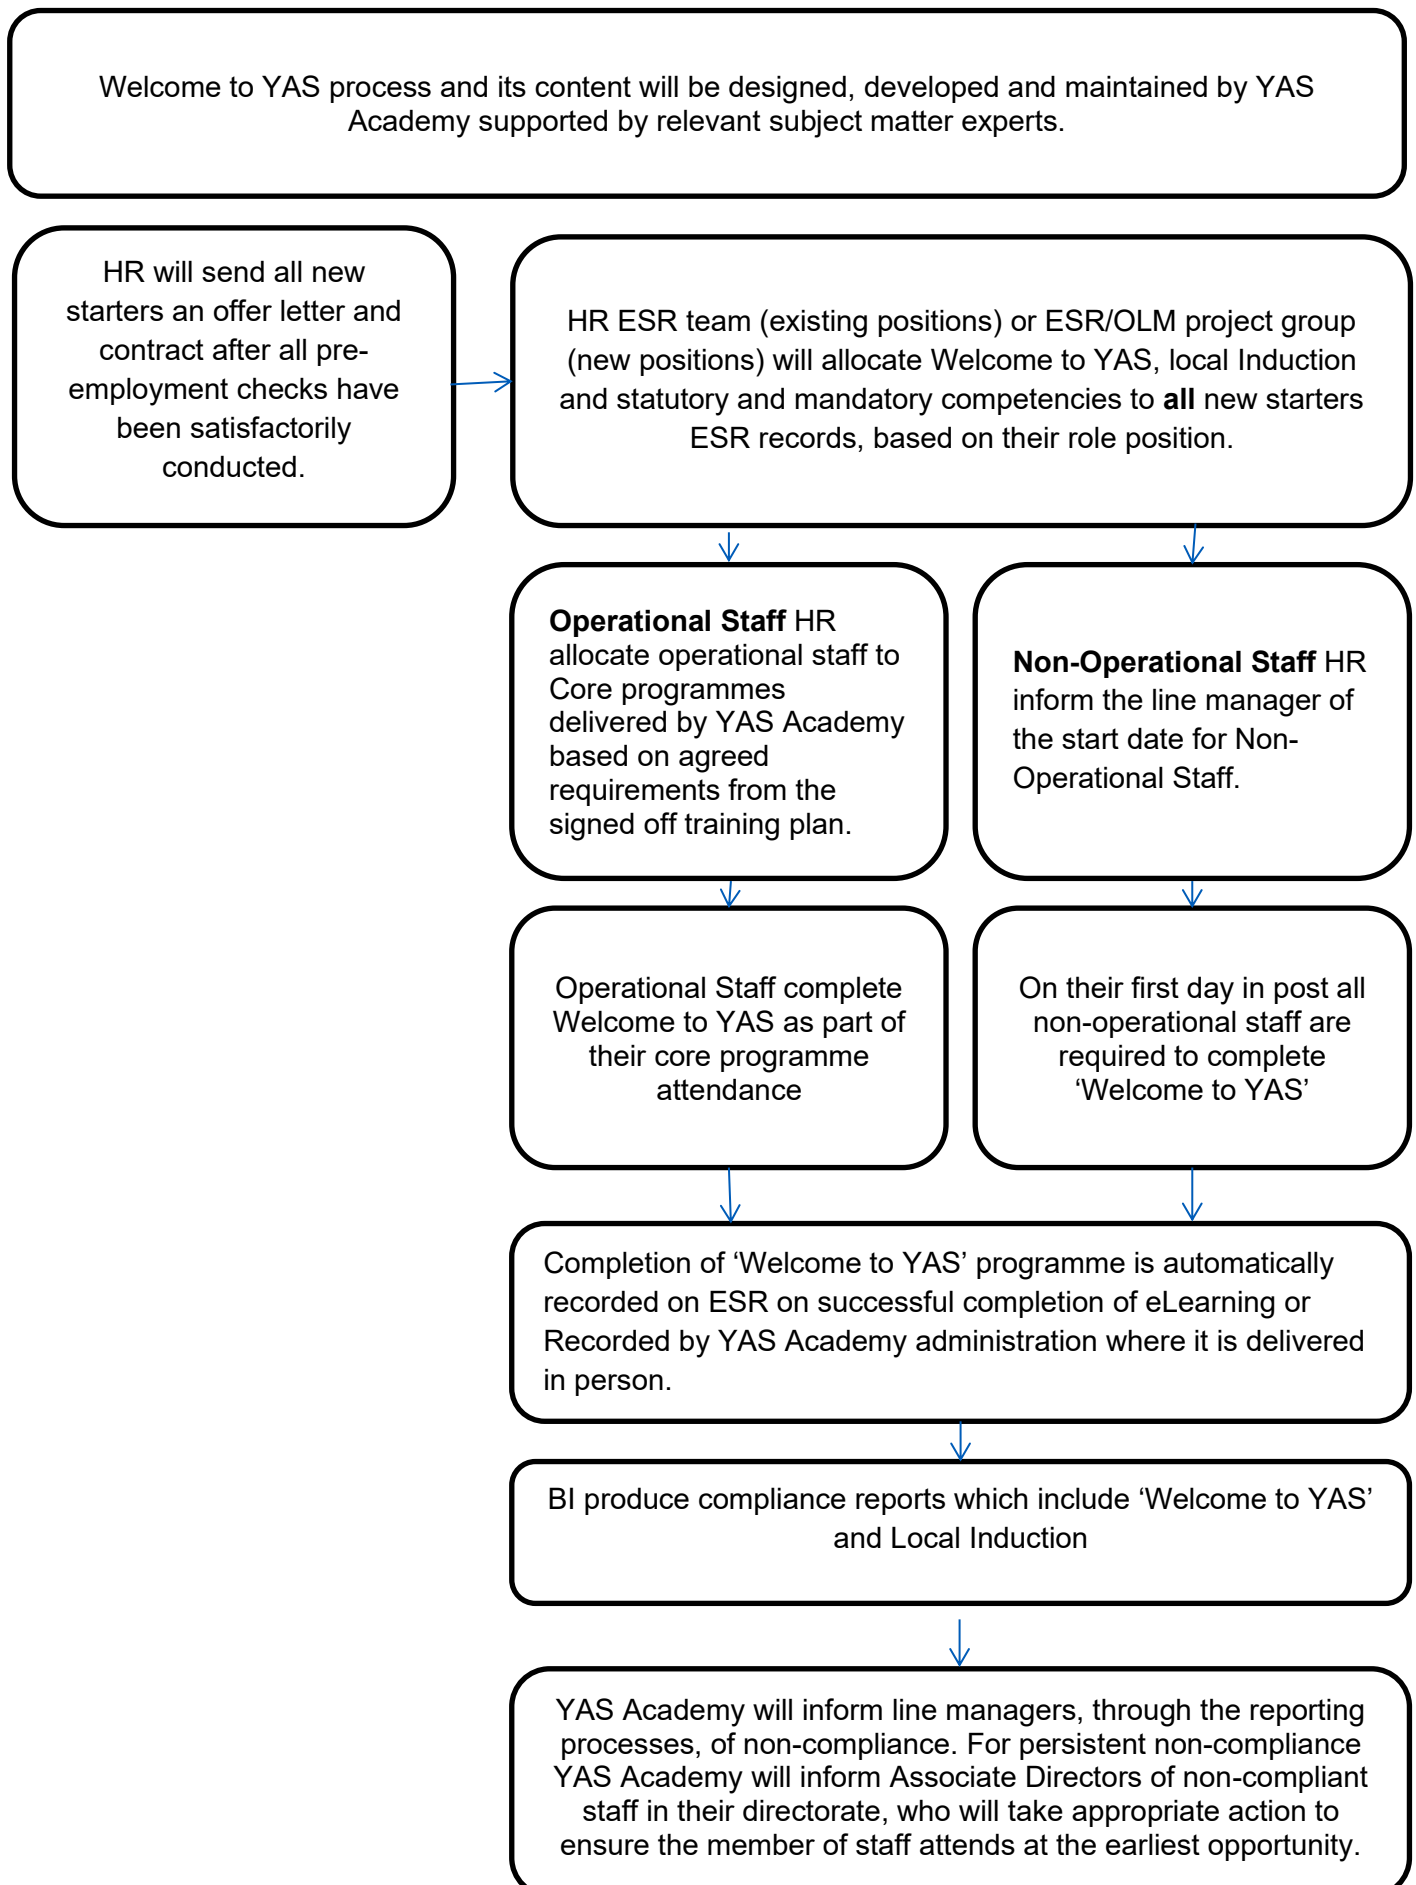 Welcome to YAS process and its content will be designed, developed and maintained by YAS
Academy supported by relevant subject matter experts.
HR will send all new
starters an offer letter and
contract after all pre-
employment checks have
been satisfactorily
conducted.
HR ESR team (existing positions) or ESR/OLM project group
(new positions) will allocate Welcome to YAS, local Induction
and statutory and mandatory competencies to all new starters
ESR records, based on their role position.
Operational Staff HR
allocate operational staff to
Core programmes
delivered by YAS Academy
based on agreed
requirements from the
signed off training plan.
Non-Operational Staff HR
inform the line manager of
the start date for Non-
Operational Staff.
Operational Staff complete
Welcome to YAS as part of
their core programme
attendance
On their first day in post all
non-operational staff are
required to complete
‘Welcome to YAS’
Completion of ‘Welcome to YAS’ programme is automatically
recorded on ESR on successful completion of eLearning or
Recorded by YAS Academy administration where it is delivered
in person.
BI produce compliance reports which include ‘Welcome to YAS’
and Local Induction
YAS Academy will inform line managers, through the reporting
processes, of non-compliance. For persistent non-compliance
YAS Academy will inform Associate Directors of non-compliant
staff in their directorate, who will take appropriate action to
ensure the member of staff attends at the earliest opportunity.